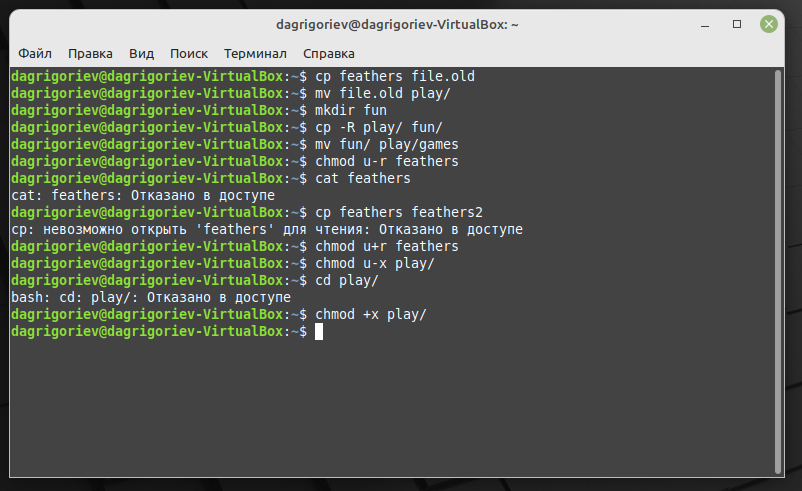 dagrigoriev@dagrigoriev-VirtualBox: ~
Файл Правка Вид Поиск Терминал Справка
dagrigoriev@dagrigoriev-VirtualBox:~$ cp feathers file.old
dagrigoriev@dagrigoriev-VirtualBox:~$ mv file.old play/
dagrigoriev@dagrigoriev-VirtualBox:~$ mkdir fun
dagrigoriev@dagrigoriev-VirtualBox:~$ cp -R play/ fun/
dagrigoriev@dagrigoriev-VirtualBox:~$ mv fun/ play/games
dagrigoriev@dagrigoriev-VirtualBox:~$ chmod u-r feathers
dagrigoriev@dagrigoriev-VirtualBox:~$ cat feathers
cat: feathers: Отказано в доступе
dagrigoriev@dagrigoriev-VirtualBox:~$ cp feathers feathers2
cp: невозможно открыть 'feathers' для чтения: Отказано в доступе
dagrigoriev@dagrigoriev-VirtualBox:~$ chmod u+r feathers
dagrigoriev@dagrigoriev-VirtualBox:~$ chmod u-x play/
dagrigoriev@dagrigoriev-VirtualBox:~$ cd play/
bash: cd: play/: Отказано в доступе
dagrigoriev@dagrigoriev-VirtualBox:~$ chmod +x play/
dagrigoriev@dagrigoriev-VirtualBox:~$